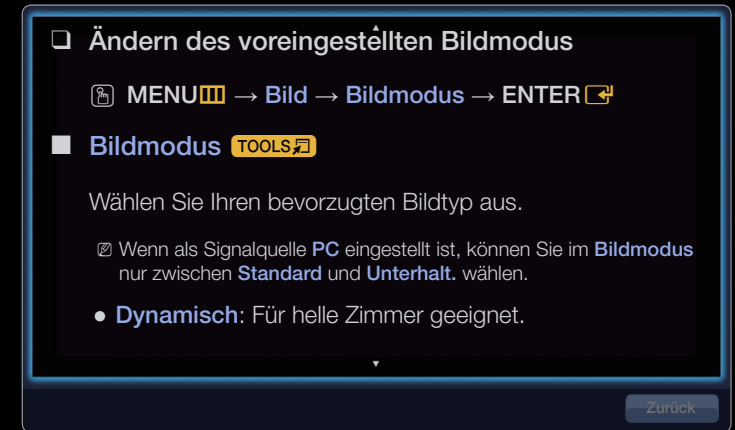 Ändern des voreingestellten Bildmodus
MENU → Bild → Bildmodus → ENTER
Bildmodus TOOLS
Wählen Sie Ihren bevorzugten Bildtyp aus.
Wenn als Signalquelle PC eingestellt ist, können Sie im Bildmodus
nur zwischen Standard und Unterhalt. wählen.
● Dynamisch: Für helle Zimmer geeignet.
Zurück